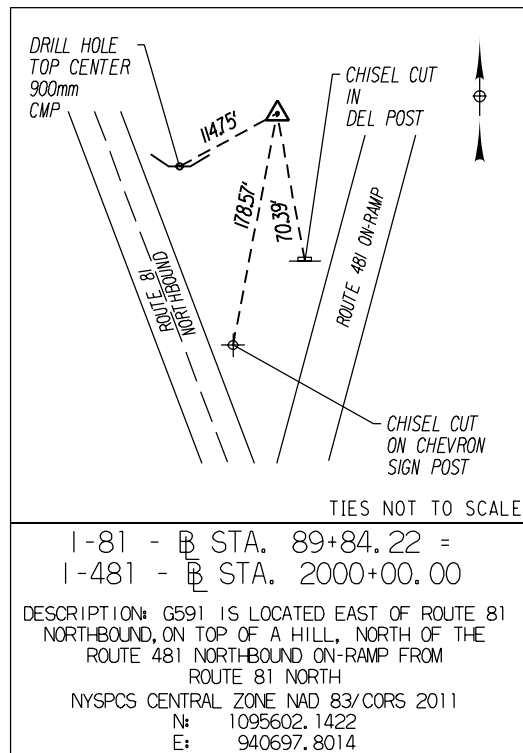 DRILL HOLE
TOP CENTER
900mm
CMP
CHISEL CUT
IN
DEL POST
114.75'
178.57'
70.39'
ROUTE 81
NORTHBOUND
ROUTE 481 ON-RAMP
CHISEL CUT
ON CHEVRON
SIGN POST
TIES NOT TO SCALE
I-81 - BL STA. 89+84.22 =
I-481 - BL STA. 2000+00.00
DESCRIPTION: G591 IS LOCATED EAST OF ROUTE 81
NORTHBOUND, ON TOP OF A HILL, NORTH OF THE
ROUTE 481 NORTHBOUND ON-RAMP FROM
ROUTE 81 NORTH
NYSPCS CENTRAL ZONE NAD 83/CORS 2011
N: 1095602.1422
E: 940697.8014